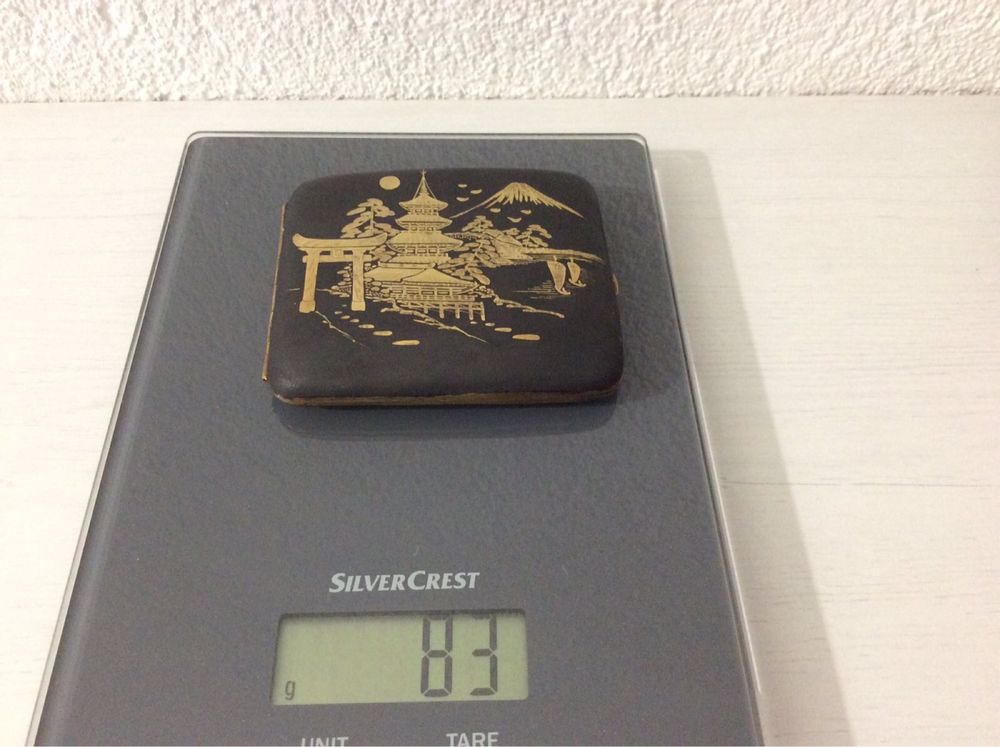 SILVERCREST
83
g
UNIT TARE